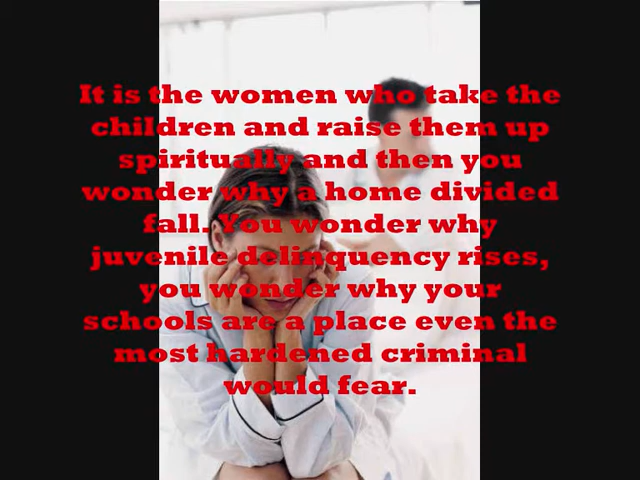 It is the women who take the
children and raise them up
spiritually and then you
wonder why a home divided
fall. You wonder why
juvenile delinquency rises,
you wonder why your
schools are a place even the
most hardened criminal
would fear.